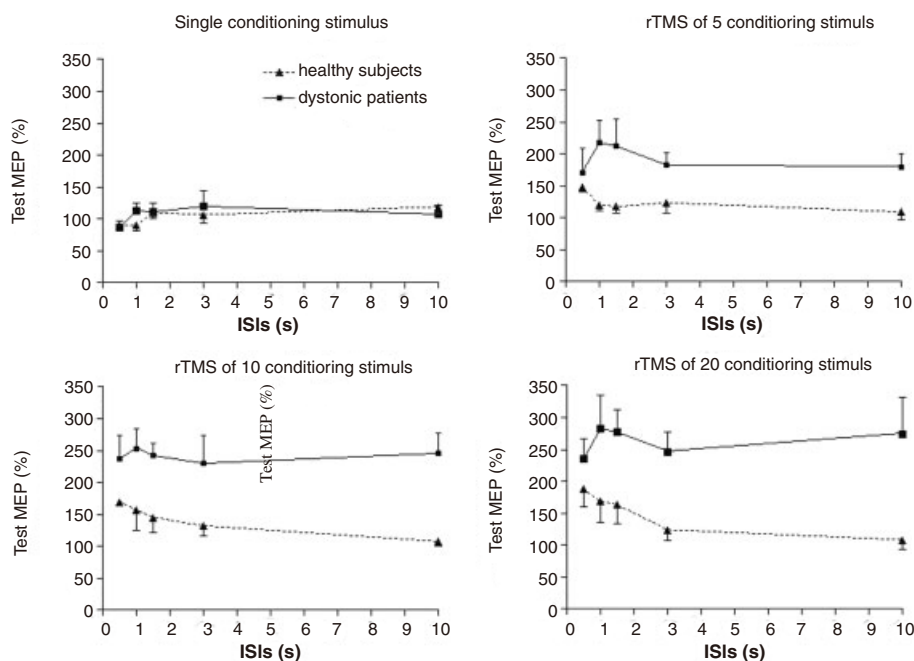 Single conditioning stimulus
350
300
250
200
150
100
50
0
Test MEP (%)
healthy subjects
dystonic patients
0 1 2 3 4 5 6 7 8 9 10
ISIs (s)
rTMS of 5 conditioring stimuls
350
300
250
200
150
100
50
0
Test MEP (%)
0 1 2 3 4 5 6 7 8 9 10
ISIs (s)
rTMS of 10 conditioring stimuls
350
300
250
200
150
100
50
0
Test MEP (%)
Test MEP (%)
0 1 2 3 4 5 6 7 8 9 10
ISIs (s)
rTMS of 20 conditioring stimuls
350
300
250
200
150
100
50
0
Test MEP (%)
0 1 2 3 4 5 6 7 8 9 10
ISIs (s)